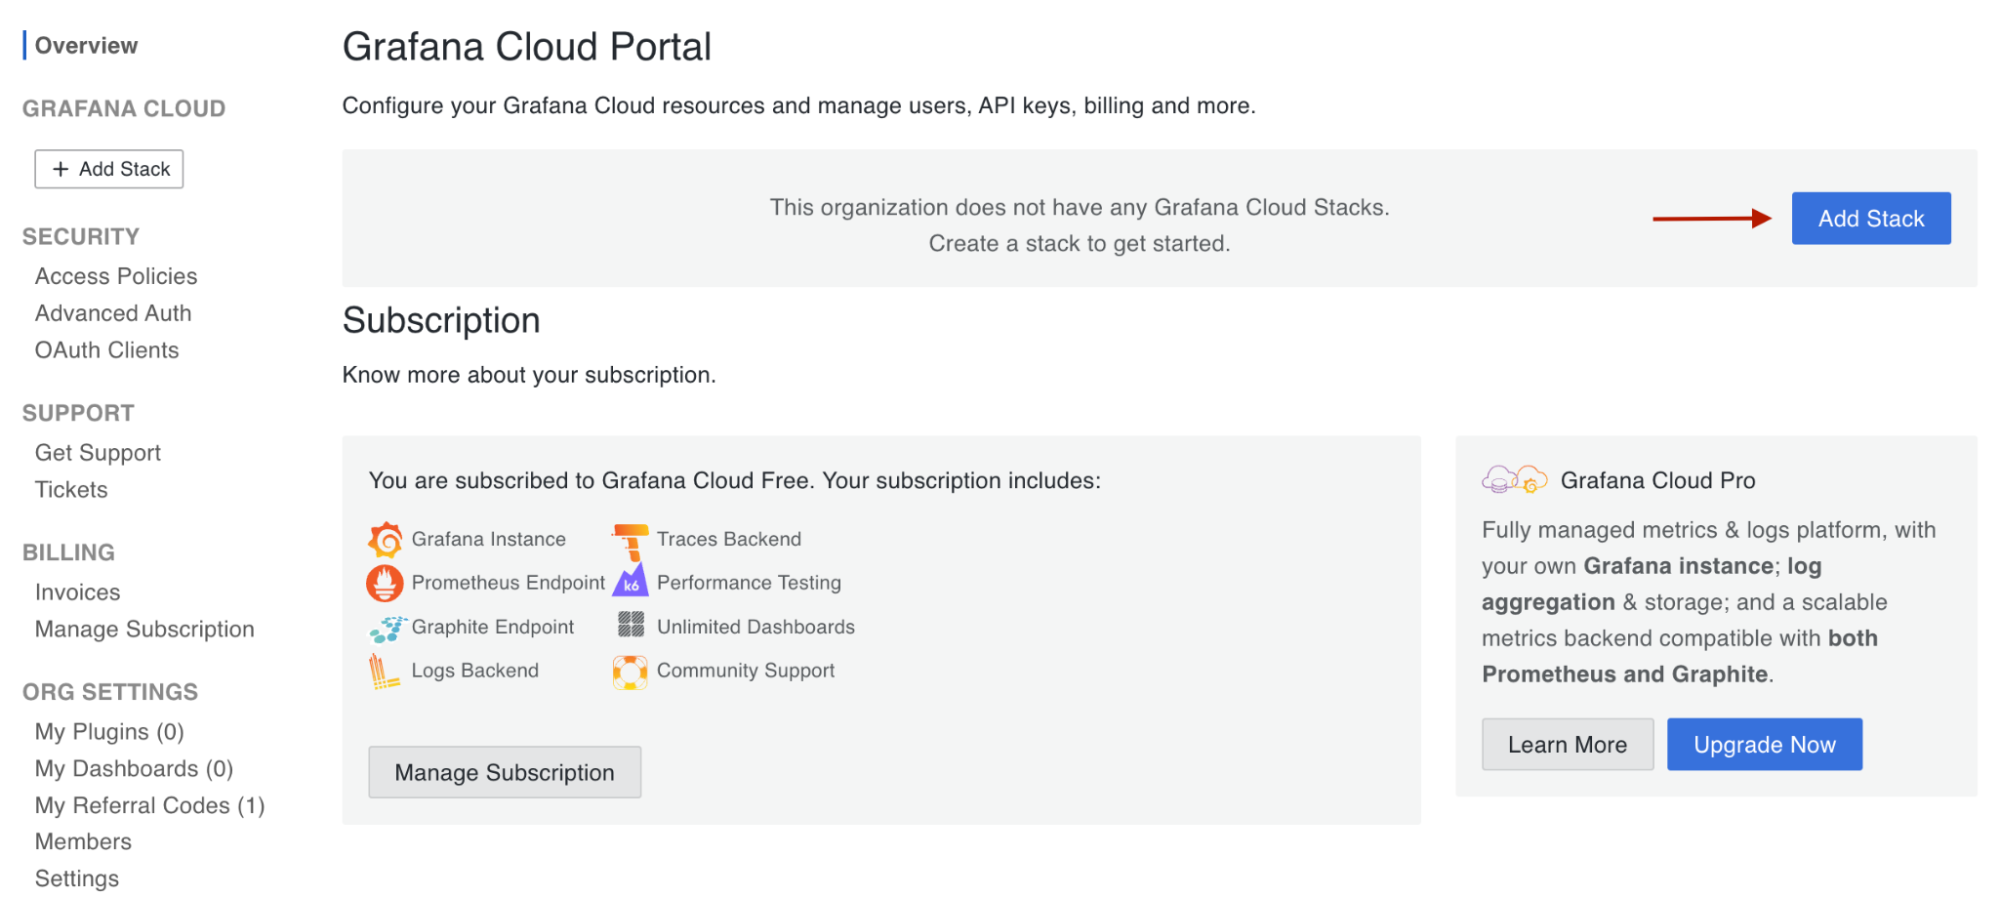 Overview
GRAFANA CLOUD
+ Add Stack
SECURITY
Access Policies
Advanced Auth
OAuth Clients
SUPPORT
Get Support
Tickets
BILLING
Invoices
Manage Subscription
ORG SETTINGS
My Plugins (0)
My Dashboards (0)
My Referral Codes (1)
Members
Settings
Grafana Cloud Portal
Configure your Grafana Cloud resources and manage users, API keys, billing and more.
This organization does not have any Grafana Cloud Stacks.
Create a stack to get started.
Add Stack
Subscription
Know more about your subscription.
You are subscribed to Grafana Cloud Free. Your subscription includes:
Grafana Instance
Prometheus Endpoint
Graphite Endpoint
Logs Backend
Traces Backend
k6 Performance Testing
Unlimited Dashboards
Community Support
Manage Subscription
Grafana Cloud Pro
Fully managed metrics & logs platform, with
your own Grafana instance; log
aggregation & storage; and a scalable
metrics backend compatible with both
Prometheus and Graphite.
Learn More
Upgrade Now